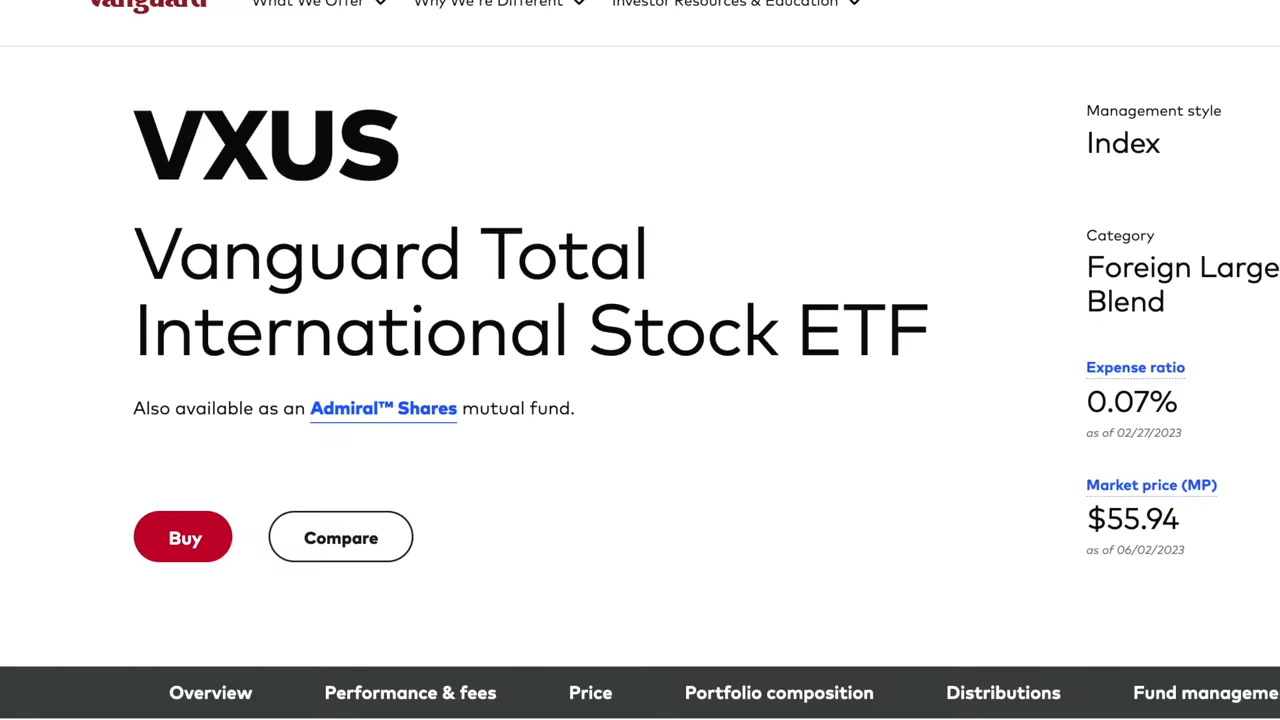 Vanguard
What We Offer
Why We're Different
Investor Resources & Education
VXUS
Vanguard Total
International Stock ETF
Also available as an Admiral™ Shares mutual fund.
Buy
Compare
Management style
Index
Category
Foreign Large
Blend
Expense ratio
0.07%
as of 02/27/2023
Market price (MP)
$55.94
as of 06/02/2023
Overview
Performance & fees
Price
Portfolio composition
Distributions
Fund manageme